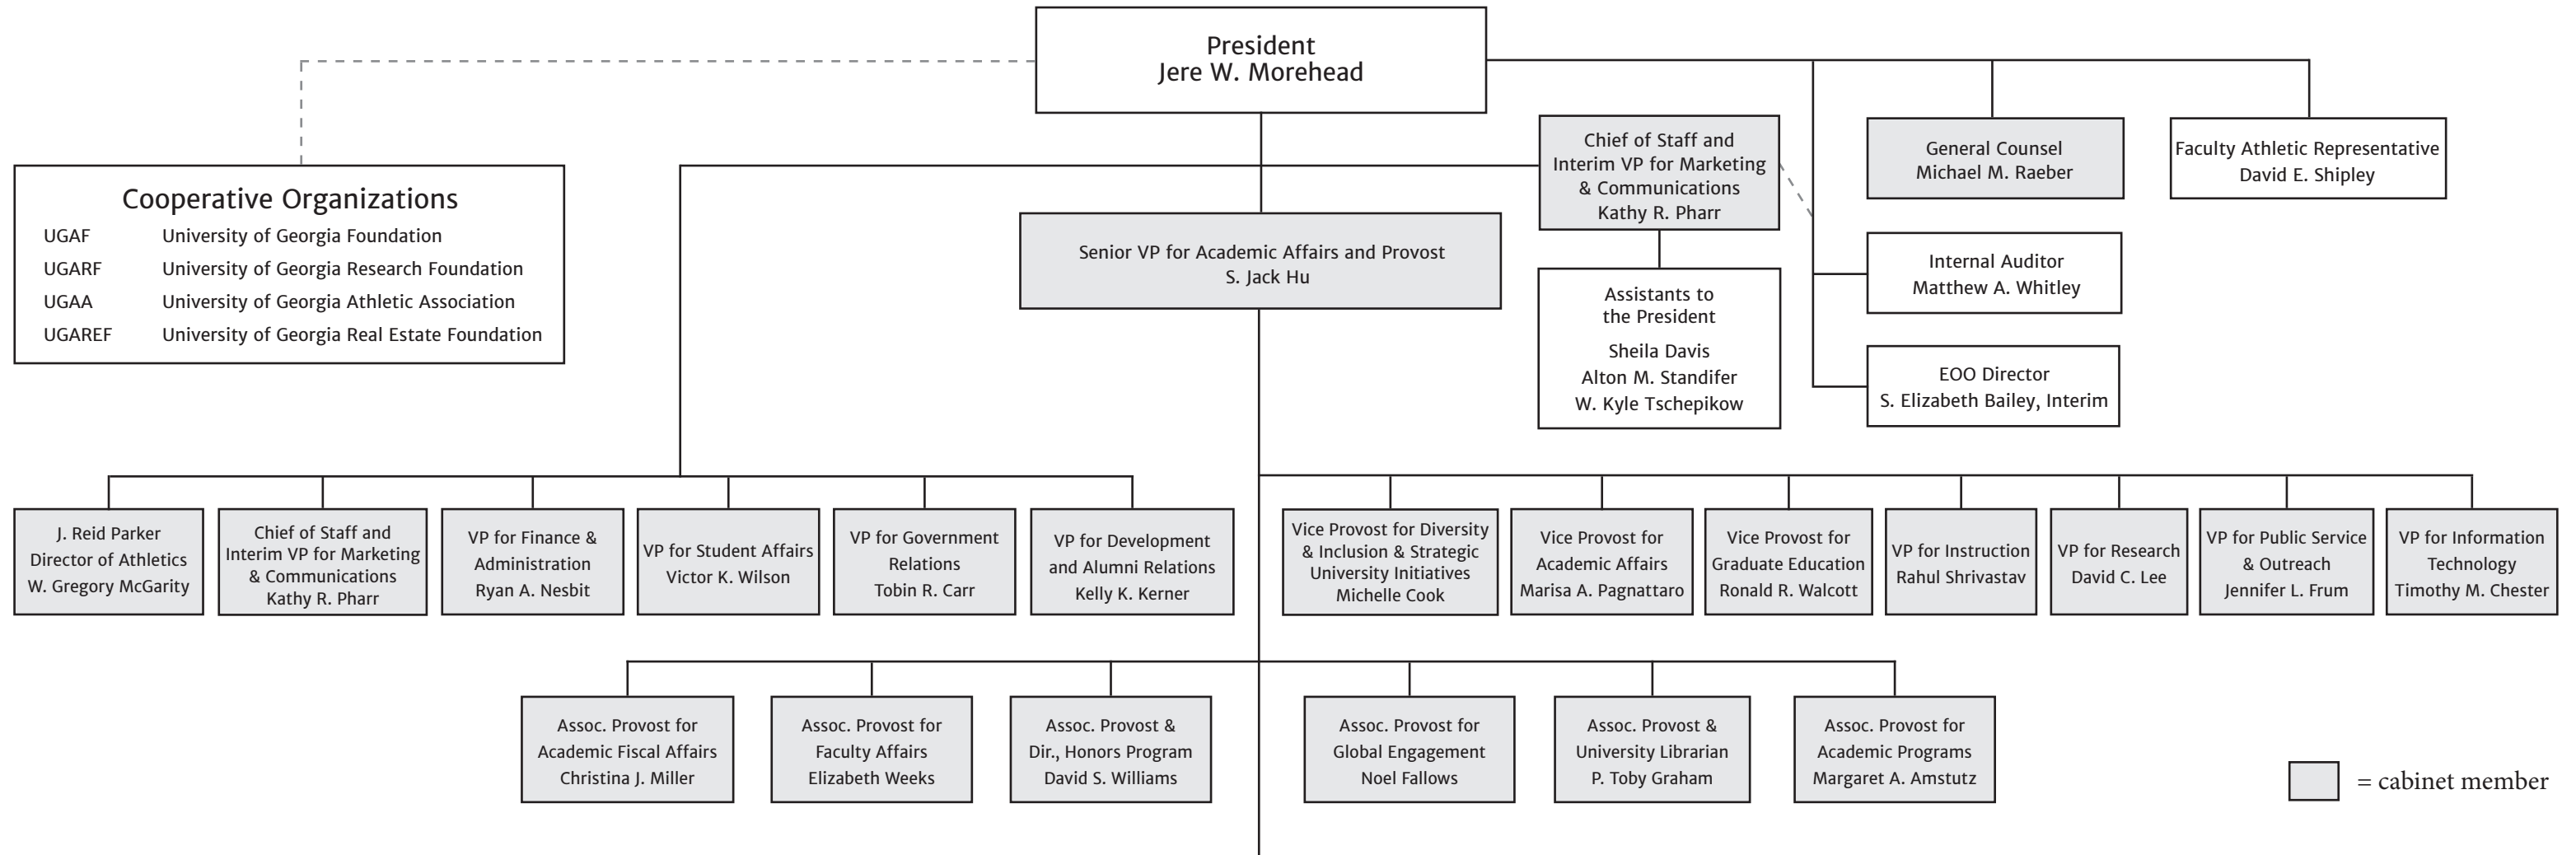 President
Jere W. Morehead
Chief of Staff and
Interim VP for Marketing
& Communications
Kathy R. Pharr
General Counsel
Michael M. Raeber
Faculty Athletic Representative
David E. Shipley
Cooperative Organizations
UGAF University of Georgia Foundation
UGARF University of Georgia Research Foundation
UGAA University of Georgia Athletic Association
UGAREF University of Georgia Real Estate Foundation
Senior VP for Academic Affairs and Provost
S. Jack Hu
Assistants to
the President
Sheila Davis
Alton M. Standifer
W. Kyle Tschepikow
Internal Auditor
Matthew A. Whitley
EOO Director
S. Elizabeth Bailey, Interim
J. Reid Parker
Director of Athletics
W. Gregory McGarity
Chief of Staff and
Interim VP for Marketing
& Communications
Kathy R. Pharr
VP for Finance &
Administration
Ryan A. Nesbit
VP for Student Affairs
Victor K. Wilson
VP for Government
Relations
Tobin R. Carr
VP for Development
and Alumni Relations
Kelly K. Kerner
Vice Provost for Diversity
& Inclusion & Strategic
University Initiatives
Michelle Cook
Vice Provost for
Academic Affairs
Marisa A. Pagnattaro
Vice Provost for
Graduate Education
Ronald R. Walcott
VP for Instruction
Rahul Shrivastav
VP for Research
David C. Lee
VP for Public Service
& Outreach
Jennifer L. Frum
VP for Information
Technology
Timothy M. Chester
Assoc. Provost for
Academic Fiscal Affairs
Christina J. Miller
Assoc. Provost for
Faculty Affairs
Elizabeth Weeks
Assoc. Provost &
Dir., Honors Program
David S. Williams
Assoc. Provost for
Global Engagement
Noel Fallows
Assoc. Provost &
University Librarian
P. Toby Graham
Assoc. Provost for
Academic Programs
Margaret A. Amstutz
= cabinet member